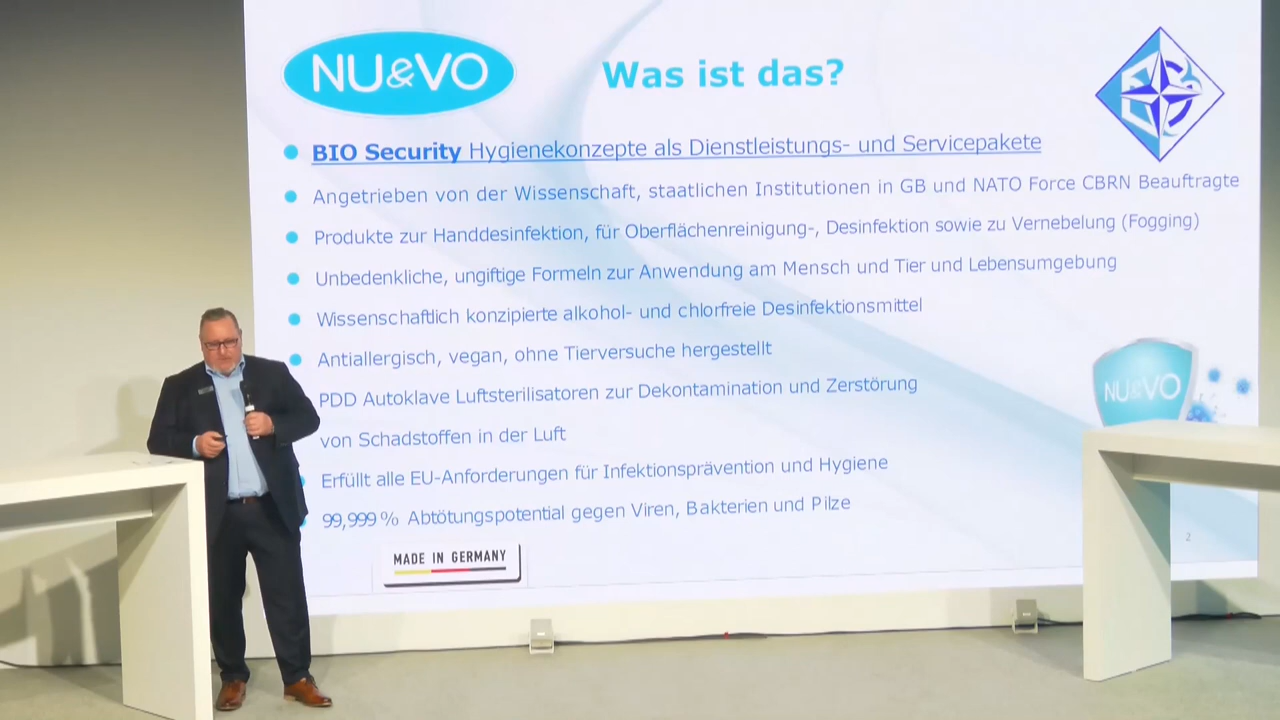 NU&VO
Was ist das?
BIO Security Hygienekonzepte als Dienstleistungs- und Servicepakete
Angetrieben von der Wissenschaft, staatlichen Institutionen in GB und NATO Force CBRN Beauftragte
Produkte zur Handdesinfektion, für Oberflächenreinigung-, Desinfektion sowie zu Vernebelung (Fogging)
Unbedenkliche, ungiftige Formeln zur Anwendung am Mensch und Tier und Lebensumgebung
Wissenschaftlich konzipierte alkohol- und chlorfreie Desinfektionsmittel
Antiallergisch, vegan, ohne Tierversuche hergestellt
PDD Autoklave Luftsterilisatoren zur Dekontamination und Zerstörung
von Schadstoffen in der Luft
NU&VO
Erfüllt alle EU-Anforderungen für Infektionsprävention und Hygiene
99,999% Abtötungspotential gegen Viren, Bakterien und Pilze
MADE IN GERMANY
2